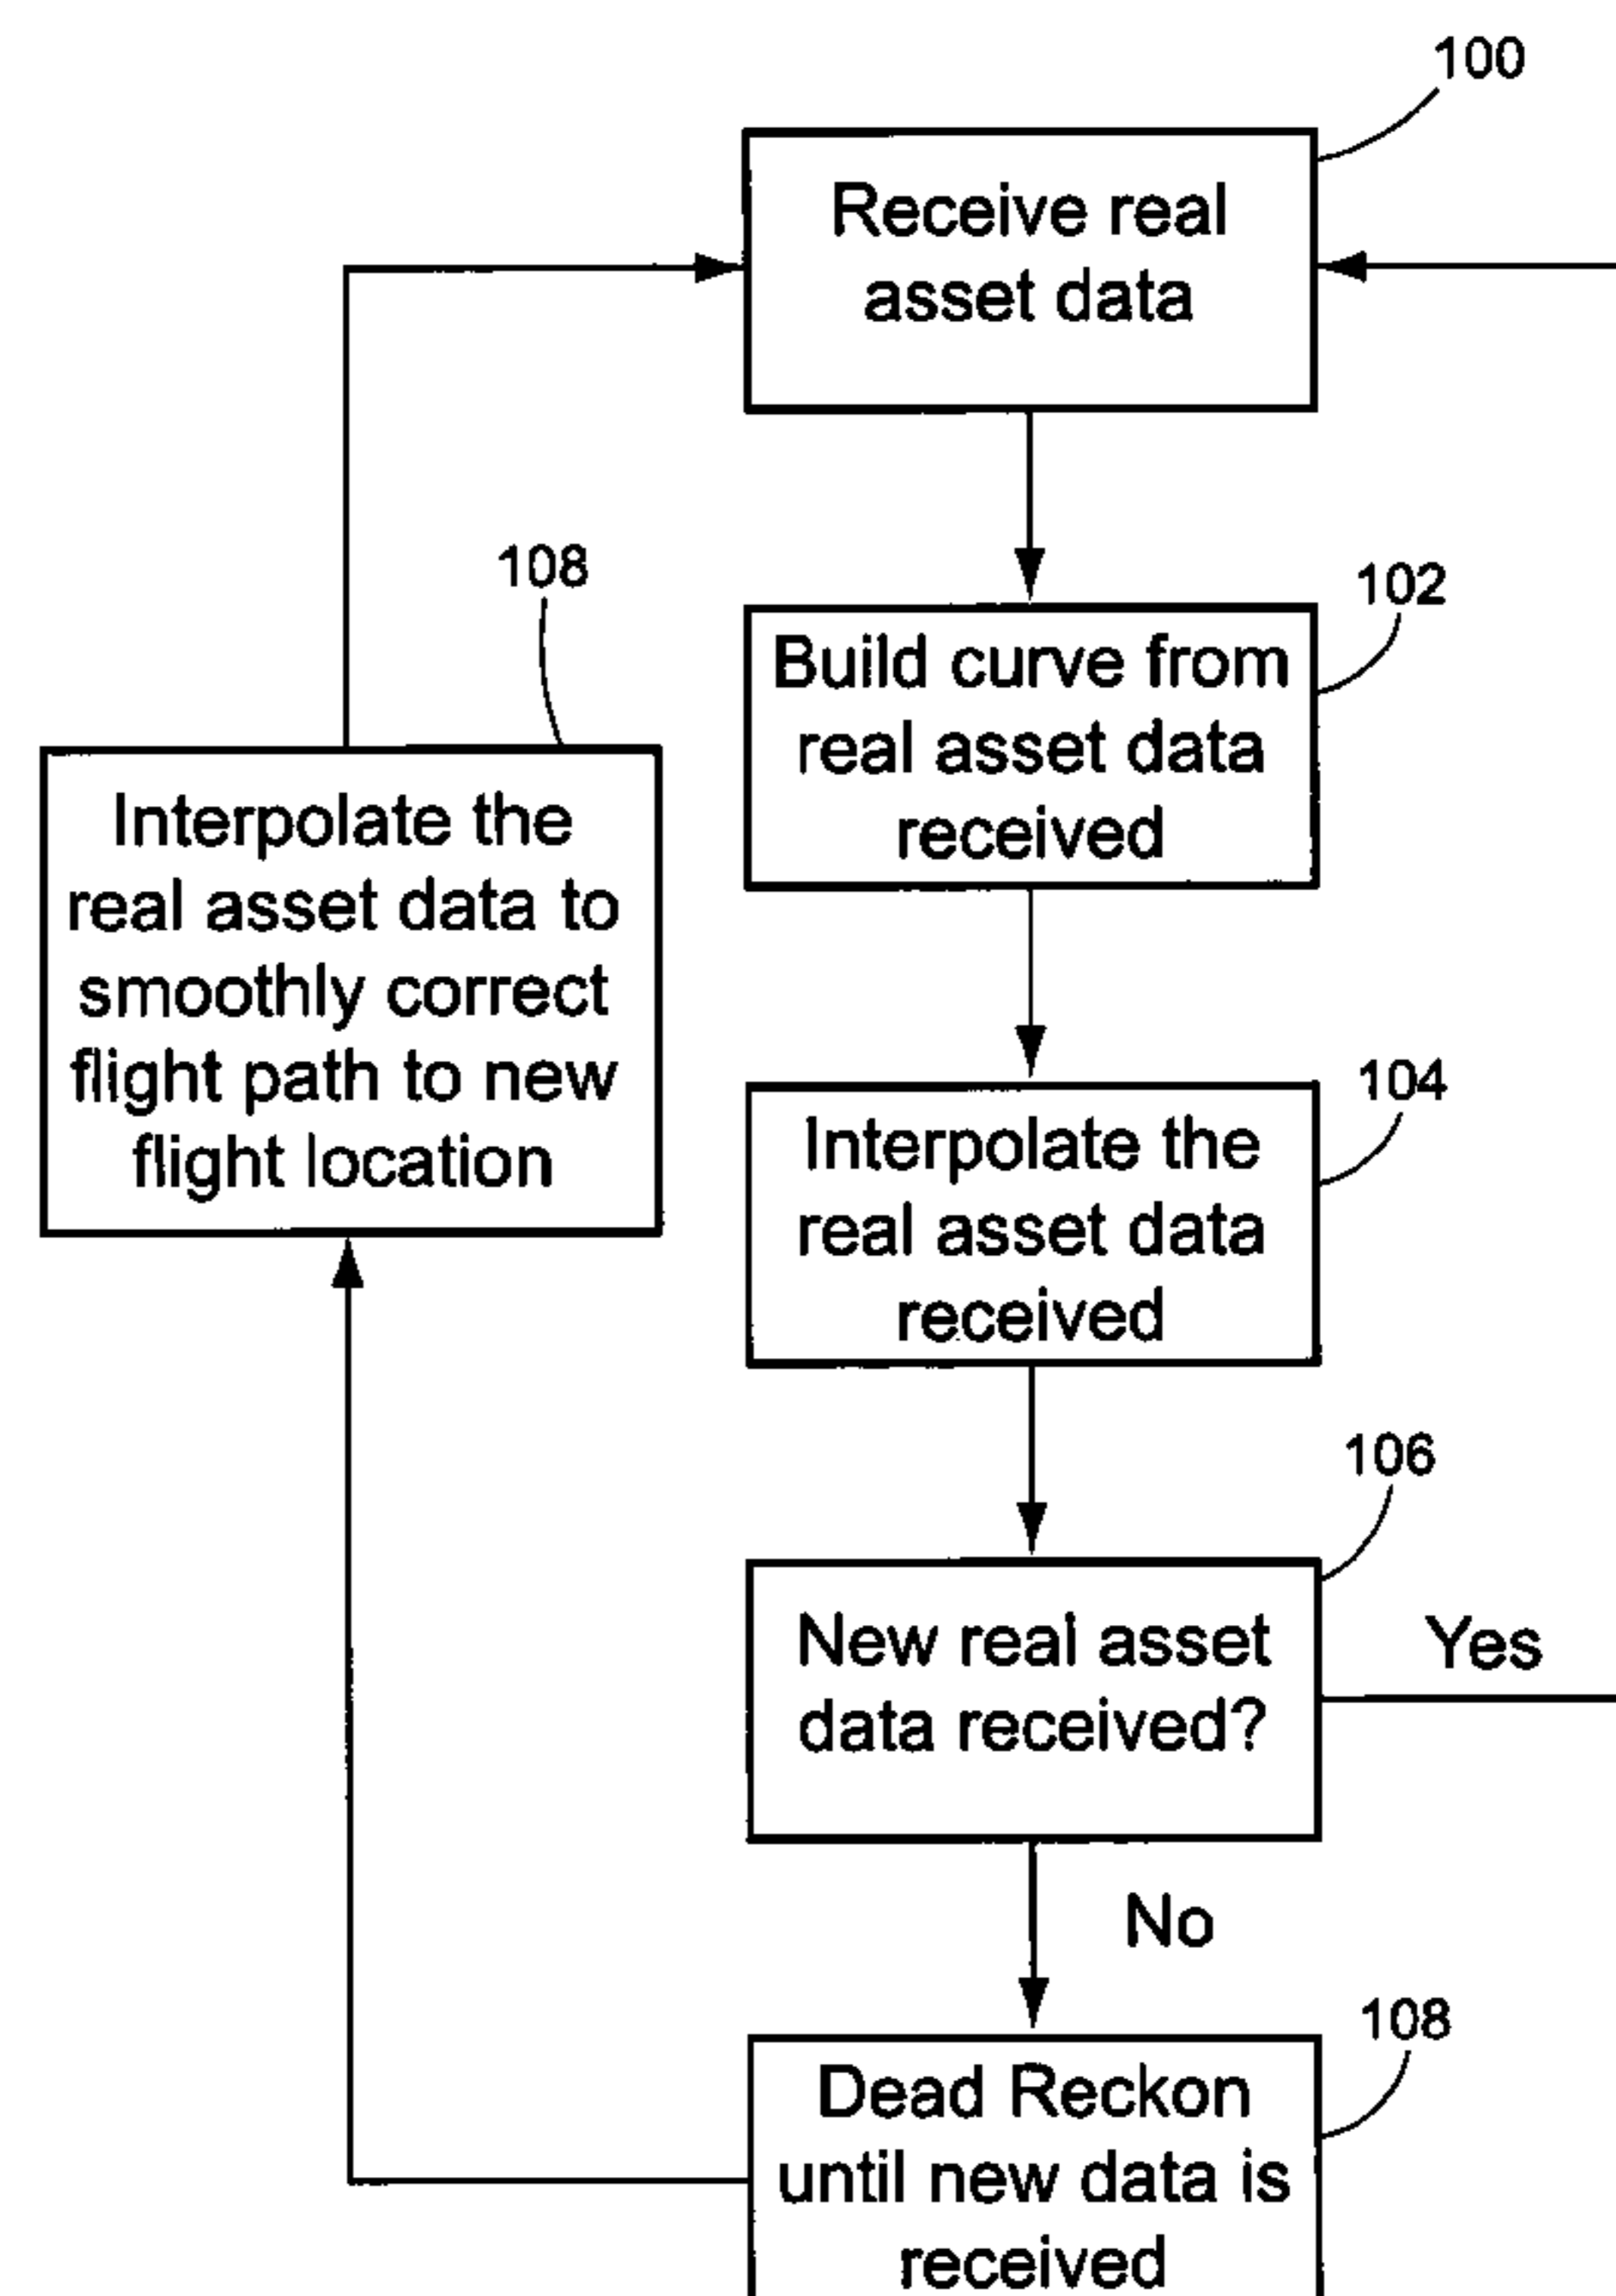 100
Receive real
asset data
108
102
Build curve from
real asset data
received
Interpolate the
real asset data to
smoothly correct
flight path to new
flight location
104
Interpolate the
real asset data
received
106
New real asset
data received?
Yes
No
108
Dead Reckon
until new data is
received